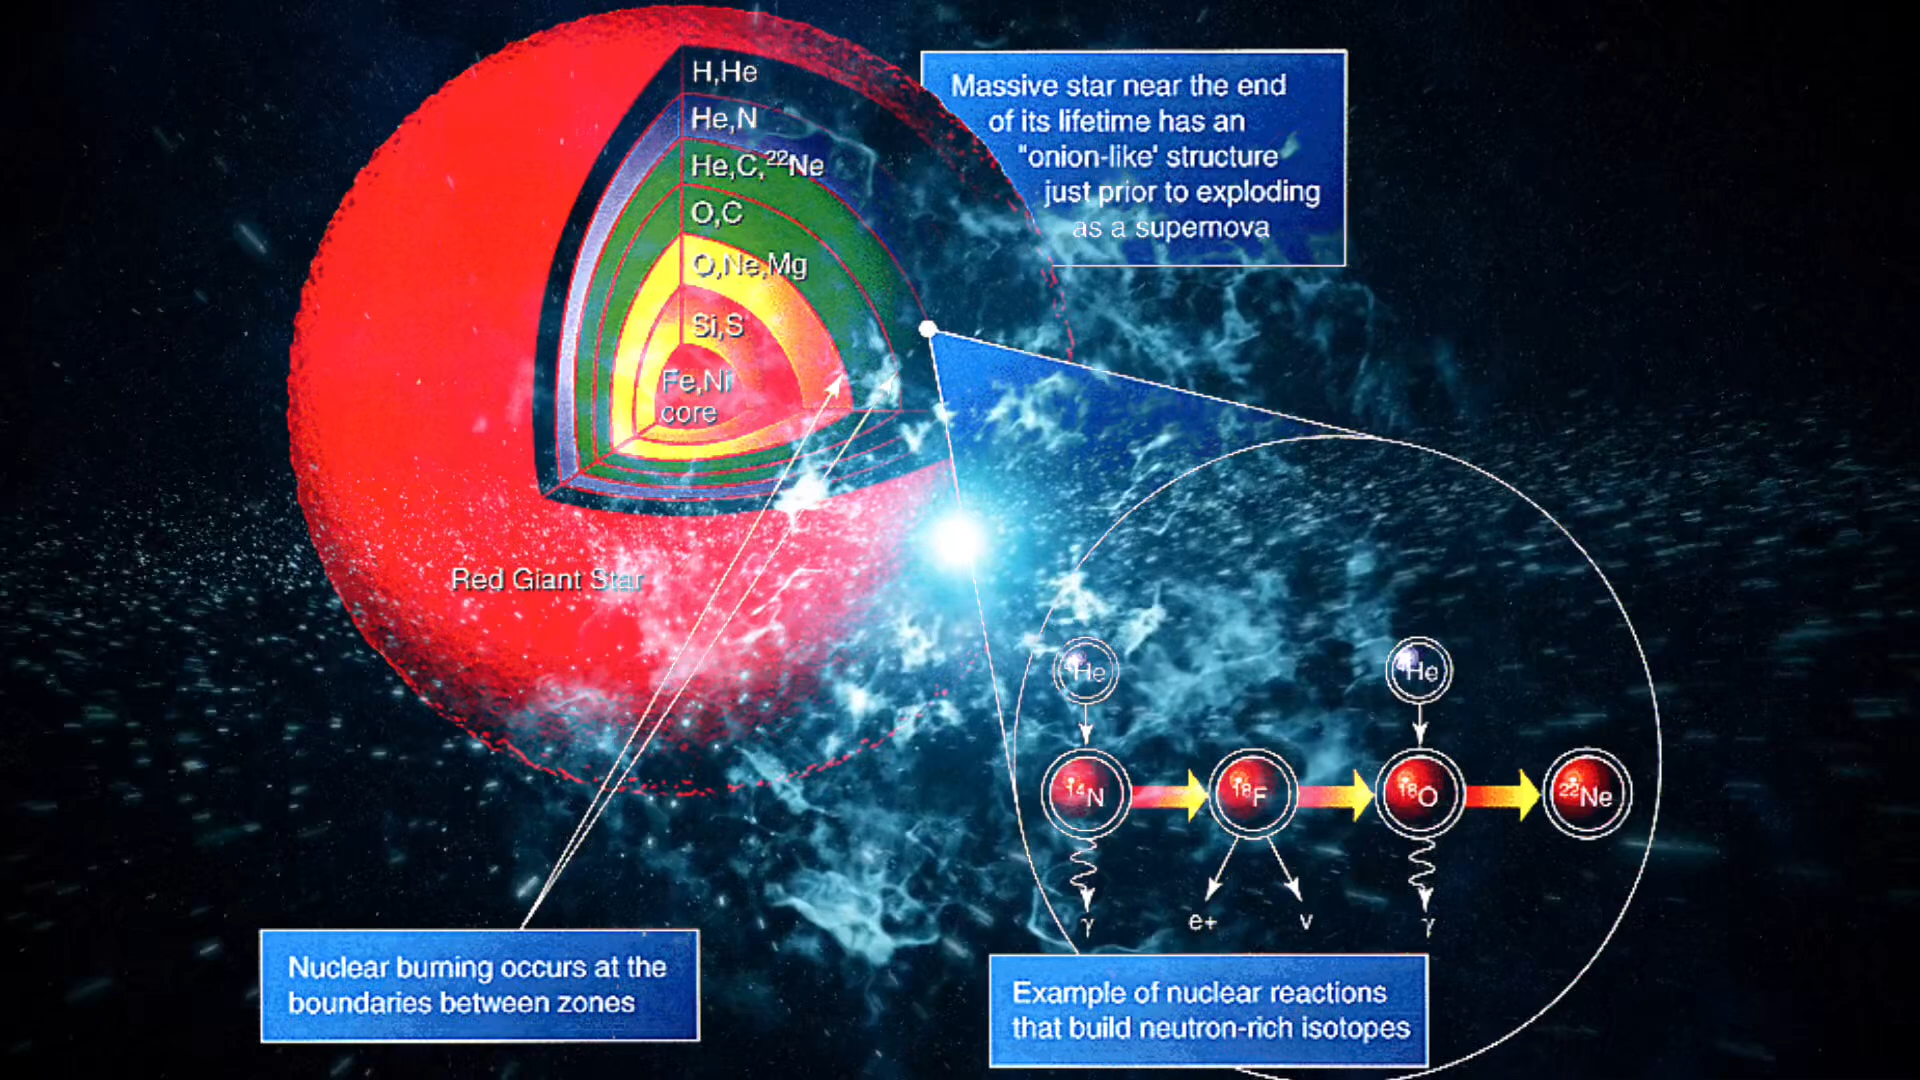 H,He
He,N
He,C,²²Ne
O,C
O,Ne,Mg
Si,S
Fe,Ni
core
Red Giant Star
Massive star near the end
of its lifetime has an
"onion-like' structure
just prior to exploding
as a supernova
Nuclear burning occurs at the
boundaries between zones
⁴He
⁴He
¹⁴N
¹⁸F
¹⁸O
²²Ne
γ
e+
ν
γ
Example of nuclear reactions
that build neutron-rich isotopes